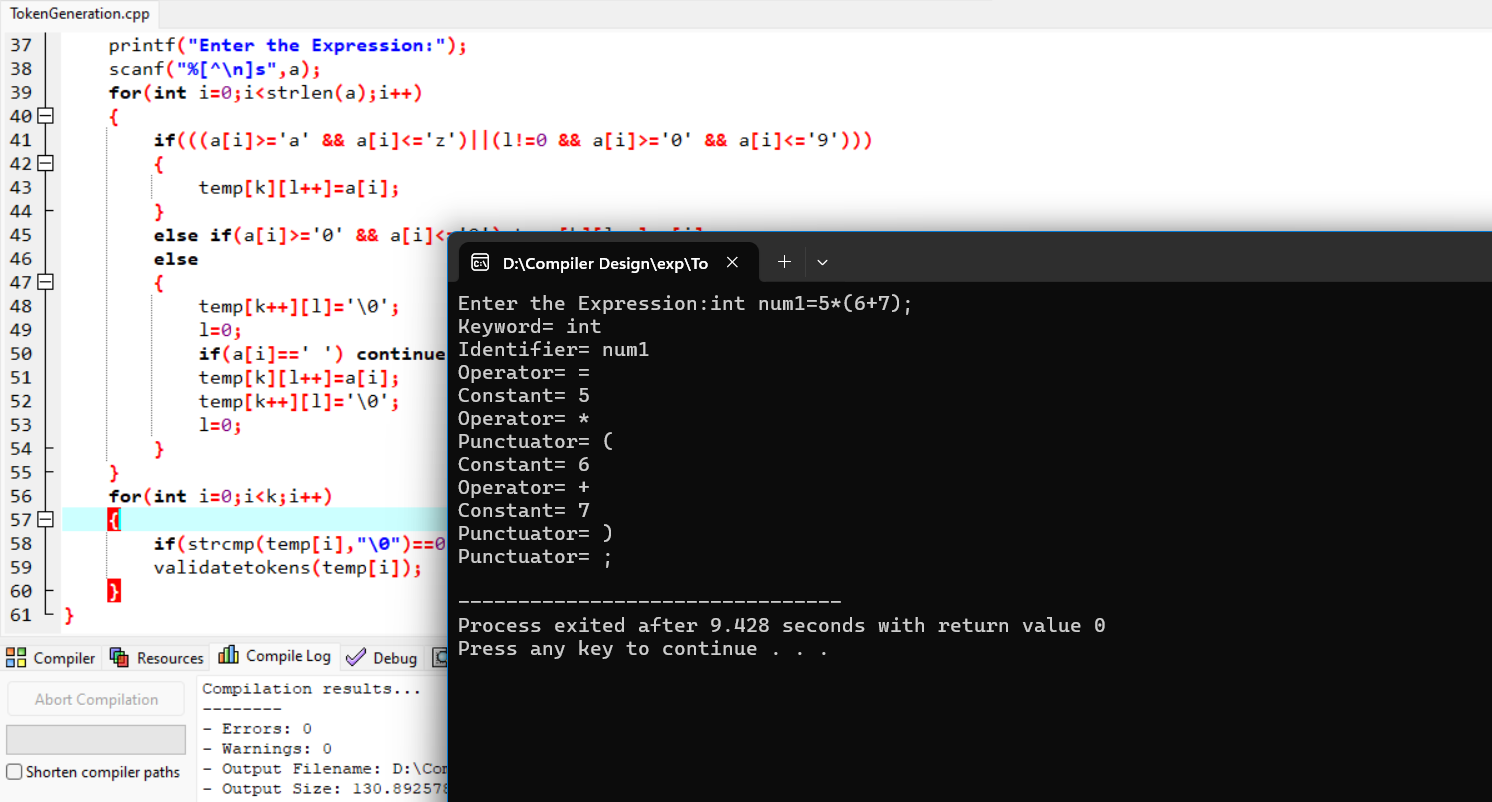 TokenGeneration.cpp
37 printf("Enter the Expression:");
38 scanf("%[^\n]s",a);
39 for(int i=0;i<strlen(a);i++)
40 {
41 if(((a[i]>='a' && a[i]<='z')||(l!=0 && a[i]>='0' && a[i]<='9')))
42 {
43 temp[k][l++]=a[i];
44 }
45 else if(a[i]>='0' && a[i]<=
46 else
47 {
48 temp[k++][l]='\0';
49 l=0;
50 if(a[i]==' ') continue
51 temp[k][l++]=a[i];
52 temp[k++][l]='\0';
53 l=0;
54 }
55 }
56 for(int i=0;i<k;i++)
57 {
58 if(strcmp(temp[i],"\0")==0
59 validatetokens(temp[i]);
60 }
61 }
D:\Compiler Design\exp\To
Enter the Expression:int num1=5*(6+7);
Keyword= int
Identifier= num1
Operator= =
Constant= 5
Operator= *
Punctuator= (
Constant= 6
Operator= +
Constant= 7
Punctuator= )
Punctuator= ;
--------------------------------
Process exited after 9.428 seconds with return value 0
Press any key to continue . . .
Compiler Resources Compile Log Debug
Abort Compilation
Shorten compiler paths
Compilation results...
--------
- Errors: 0
- Warnings: 0
- Output Filename: D:\Com
- Output Size: 130.892578